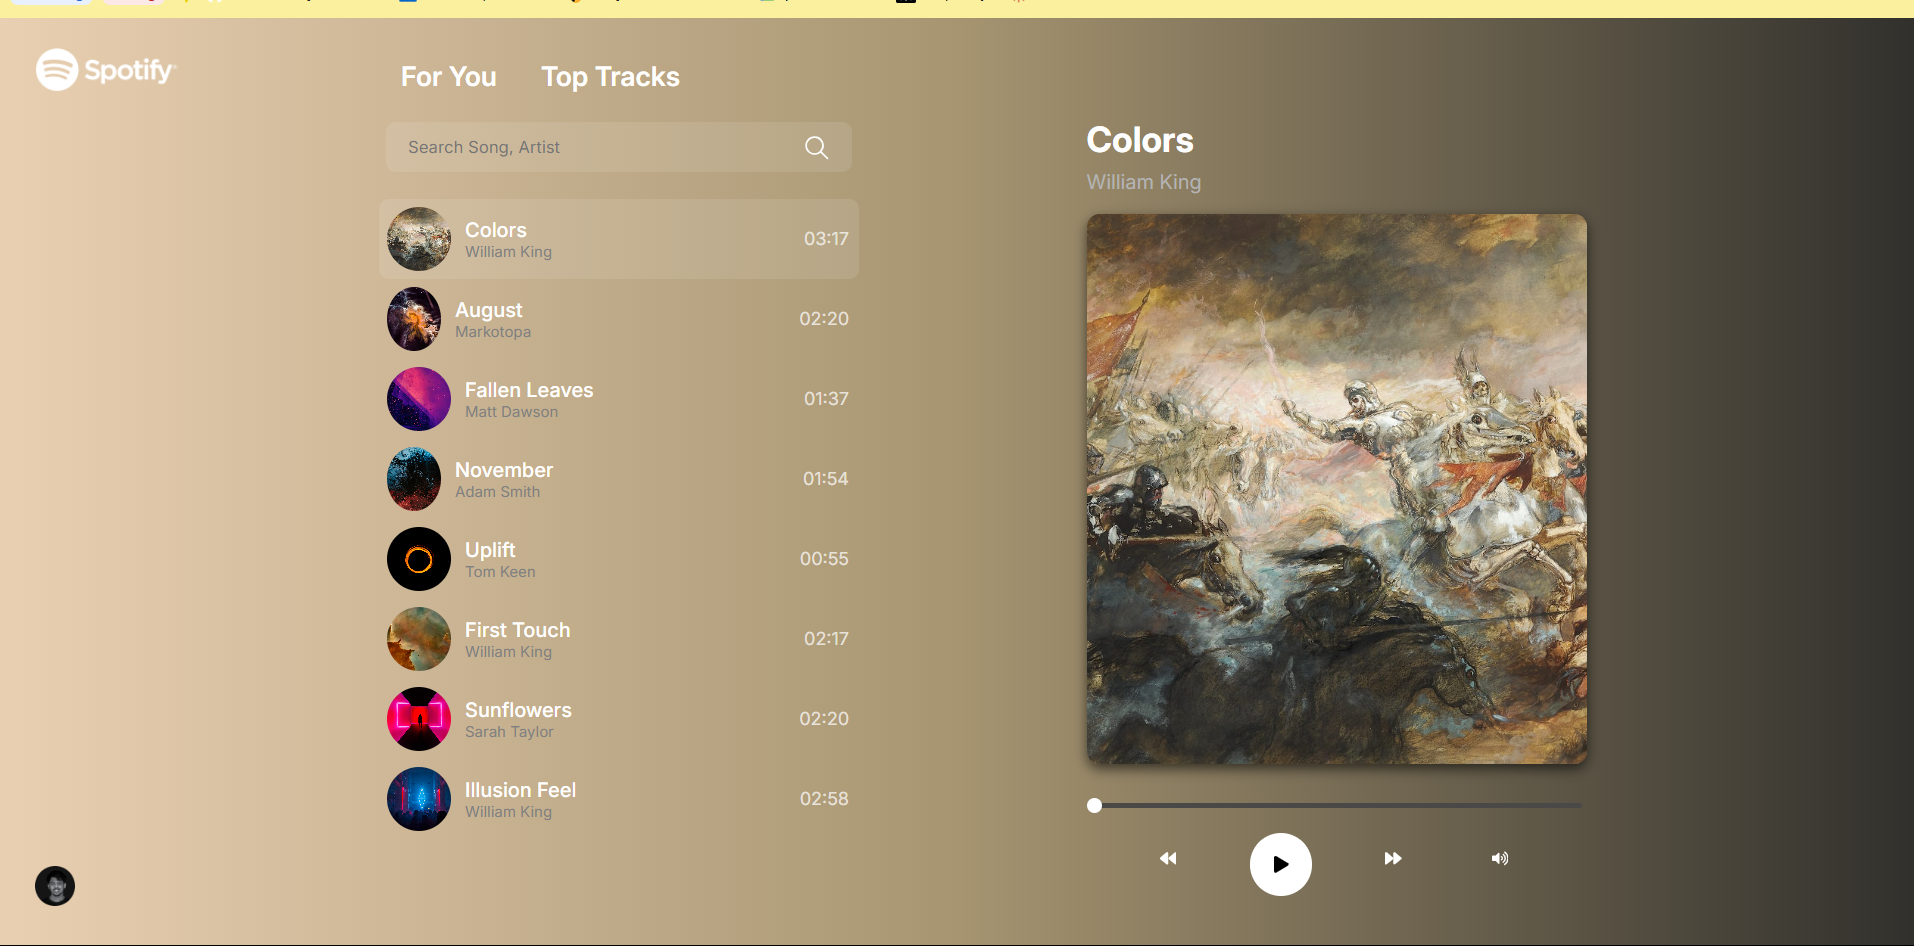 Spotify
For You
Top Tracks
Search Song, Artist
Colors
William King
03:17
August
Markotopa
02:20
Fallen Leaves
Matt Dawson
01:37
November
Adam Smith
01:54
Uplift
Tom Keen
00:55
First Touch
William King
02:17
Sunflowers
Sarah Taylor
02:20
Illusion Feel
William King
02:58
Colors
William King